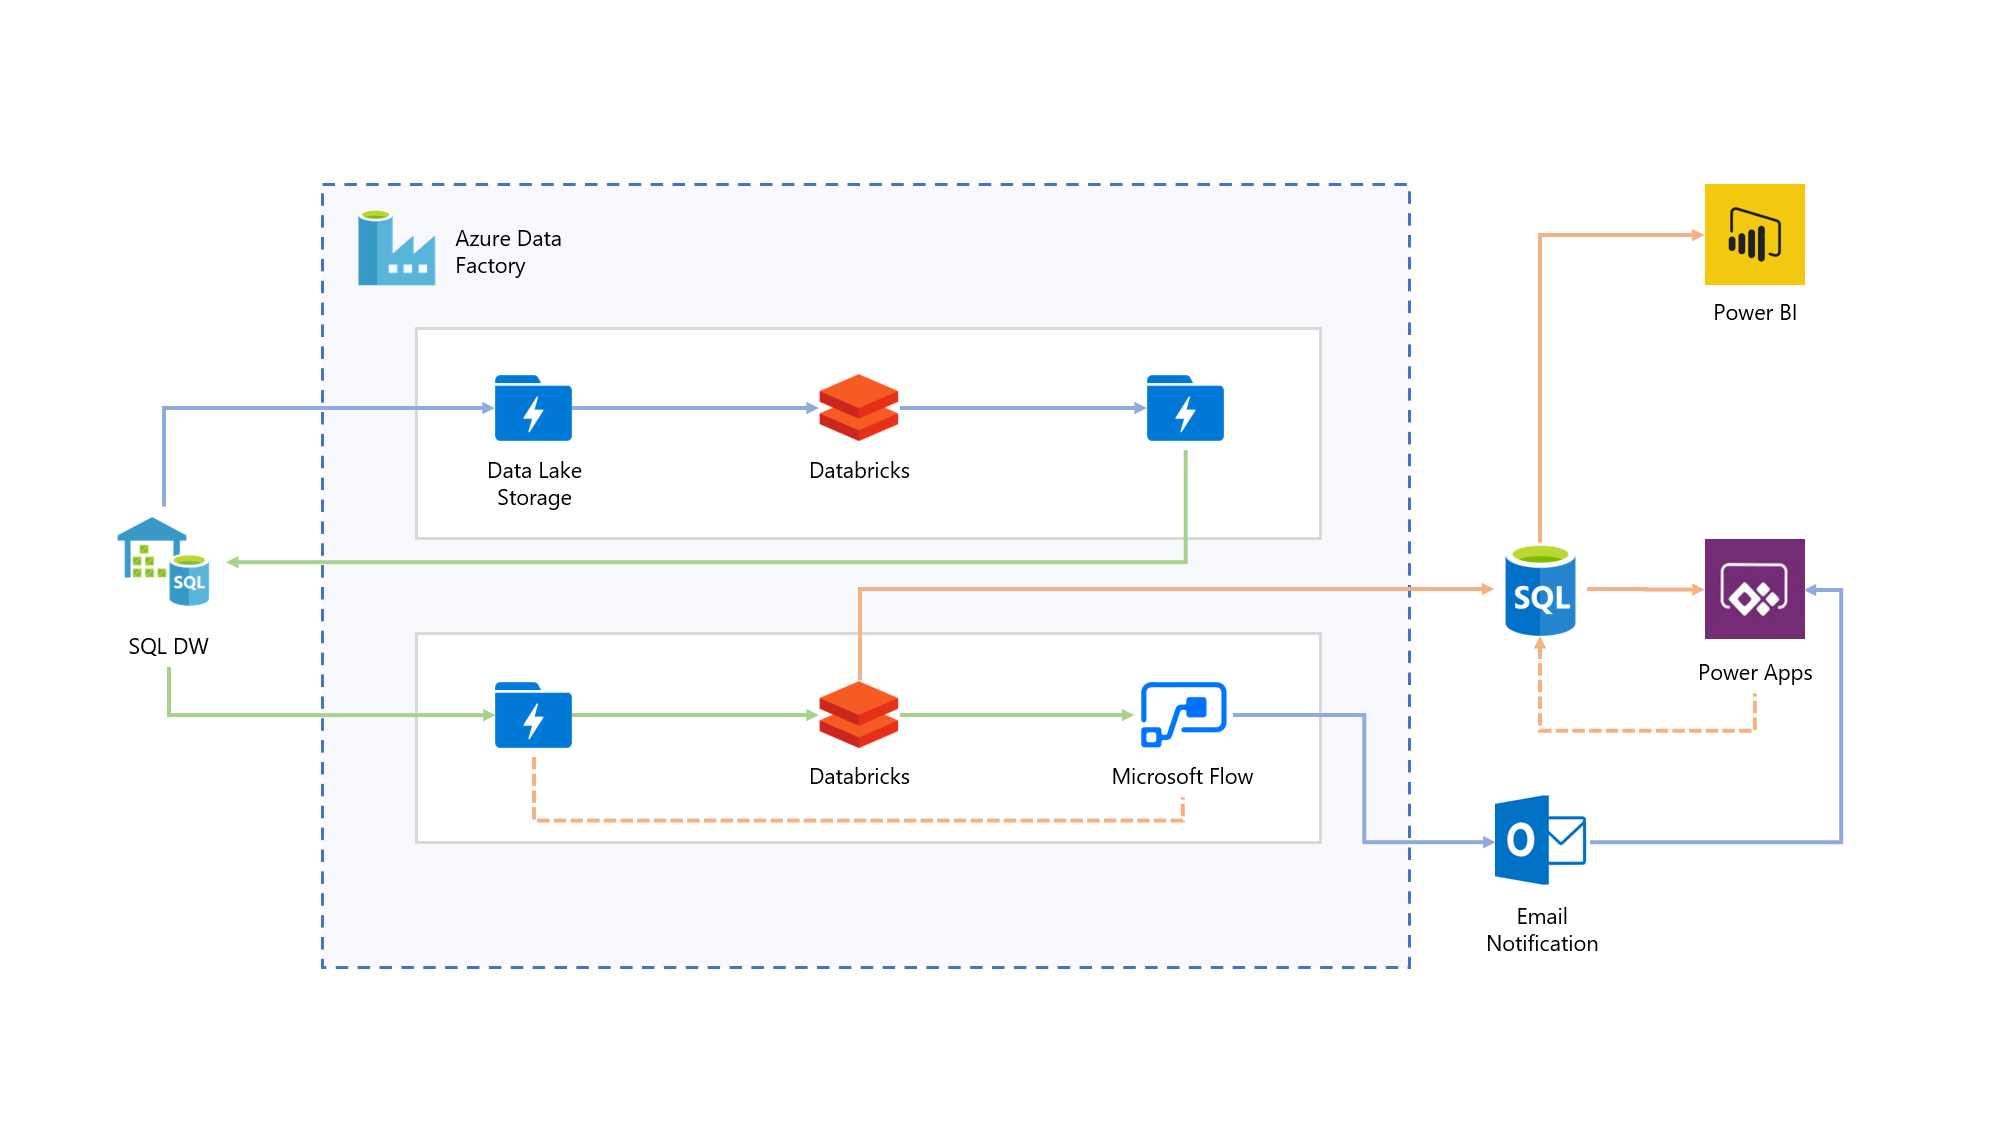 Azure Data
Factory
Power BI
Data Lake
Storage
Databricks
SQL
SQL DW
SQL
Power Apps
Databricks
Microsoft Flow
O
Email
Notification